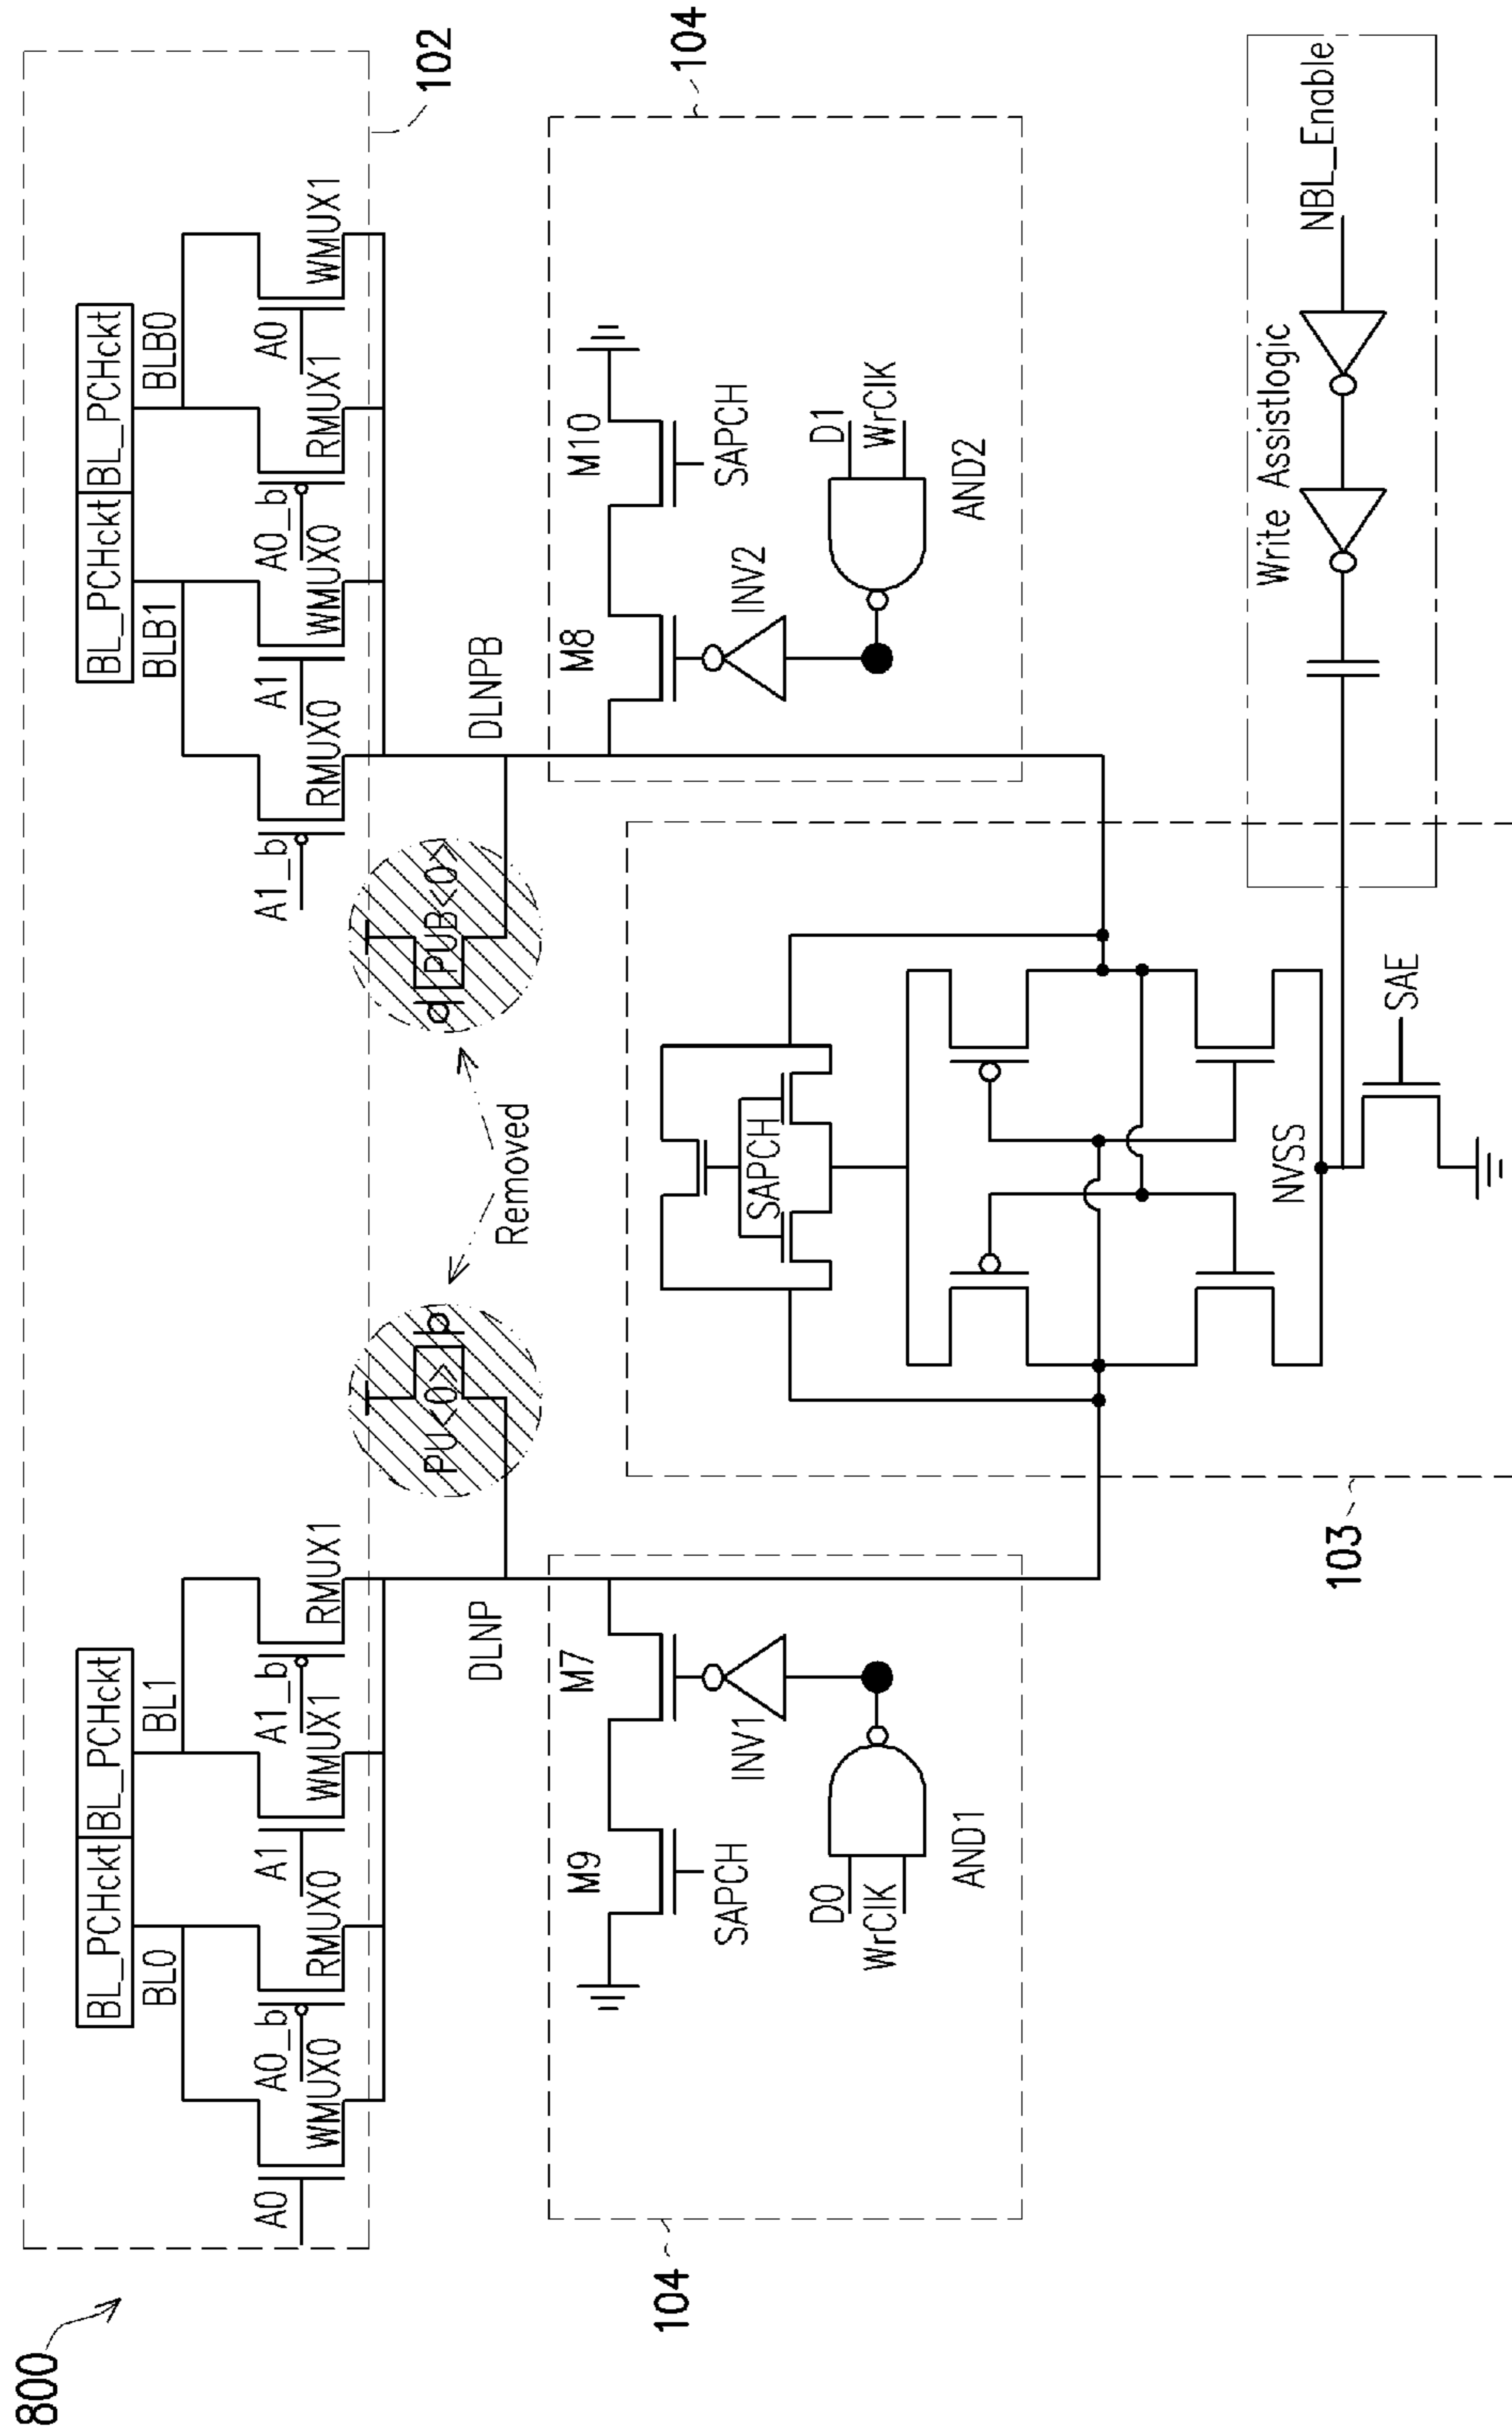 800
BL_PCHckt BL_PCHckt
BL_PCHckt BL_PCHckt
BL0
BL1
BLB1
BLB0
A0
A0_b
A1
A1_b
A1_b
A1
A0_b
A0
WMUX0
RMUX0
WMUX1
RMUX1
RMUX0
WMUX0
RMUX1
WMUX1
102
PU<0>
PUB<0>
Removed
DLNP
DLNPB
104
M9
M7
SAPCH
INV1
D0
WrClK
AND1
M8
M10
SAPCH
INV2
D1
WrClK
AND2
104
SAPCH
NVSS
SAE
103
Write Assistlogic
NBL_Enable